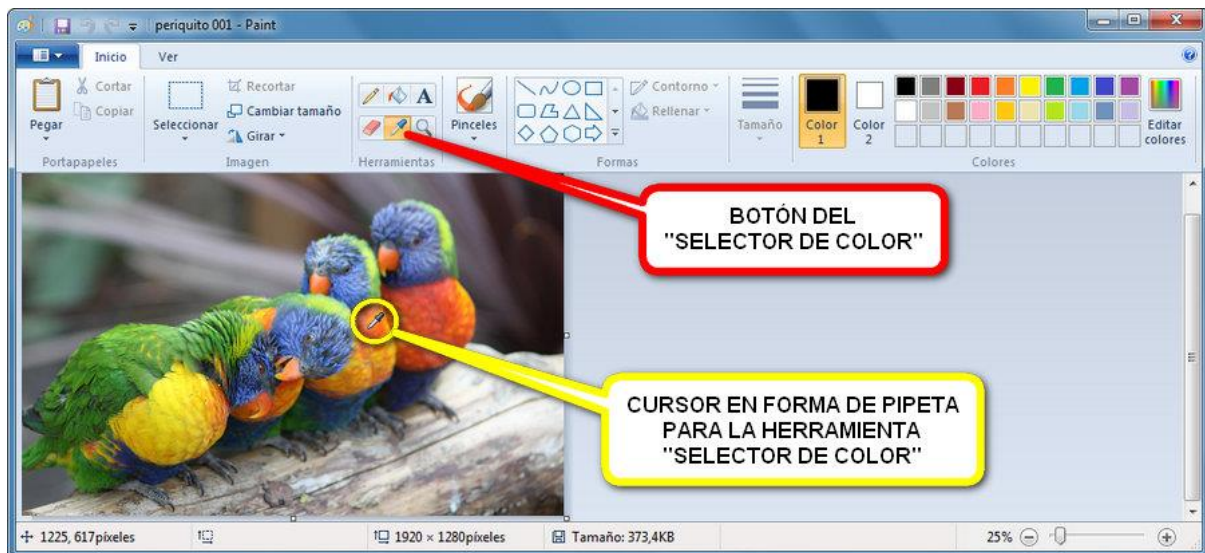 periquito 001 - Paint
Inicio Ver
Pegar
Cortar
Copiar
Portapapeles
Seleccionar
Recortar
Cambiar tamaño
Girar
Imagen
A
Herramientas
Pinceles
Contorno
Rellenar
Formas
Tamaño
Color
1
Color
2
Editar
colores
Colores
BOTÓN DEL
"SELECTOR DE COLOR"
CURSOR EN FORMA DE PIPETA
PARA LA HERRAMIENTA
"SELECTOR DE COLOR"
1225, 617píxeles 1920 × 1280píxeles Tamaño: 373,4KB 25%